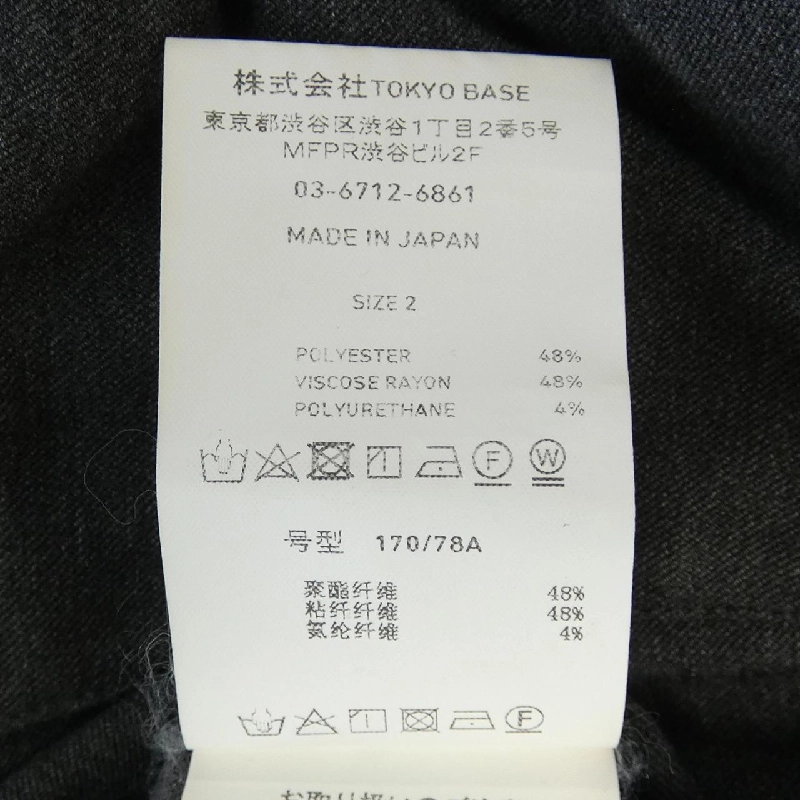 株式会社TOKYO BASE
東京都渋谷区渋谷1丁目2番5号
MFPR渋谷ビル2F
03-6712-6861
MADE IN JAPAN
SIZE 2
POLYESTER 48%
VISCOSE RAYON 48%
POLYURETHANE 4%
F W
号型 170/78A
聚酯纤维 48%
粘纤纤维 48%
氨纶纤维 4%
F